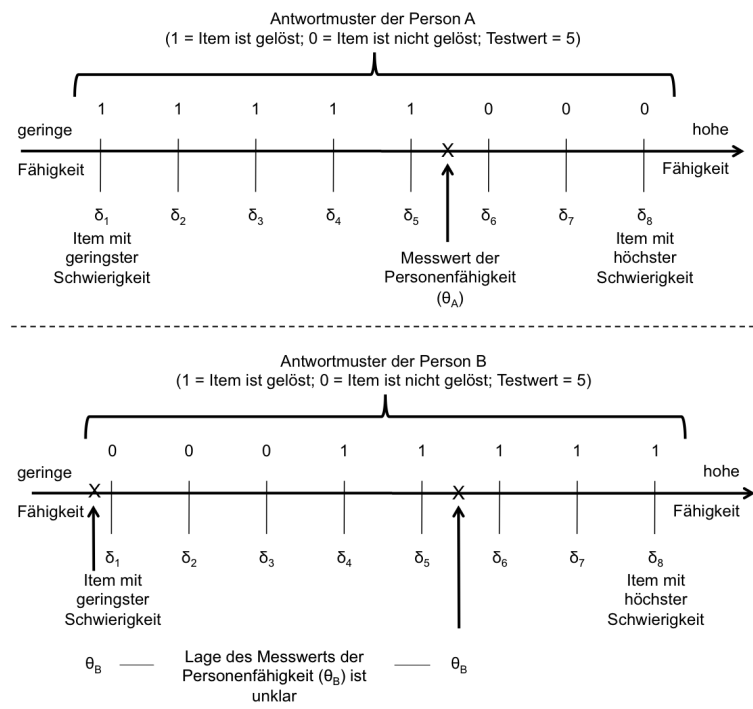 Antwortmuster der Person A
(1 = Item ist gelöst; 0 = Item ist nicht gelöst; Testwert = 5)
1 1 1 1 1 0 0 0
geringe hohe
X
Fähigkeit Fähigkeit
δ1 δ2 δ3 δ4 δ5 δ6 δ7 δ8
Item mit
geringster
Schwierigkeit
Messwert der
Personenfähigkeit
(θA)
Item mit
höchster
Schwierigkeit
Antwortmuster der Person B
(1 = Item ist gelöst; 0 = Item ist nicht gelöst; Testwert = 5)
0 0 0 1 1 1 1 1
geringe hohe
X X
Fähigkeit Fähigkeit
δ1 δ2 δ3 δ4 δ5 δ6 δ7 δ8
Item mit
geringster
Schwierigkeit
Item mit
höchster
Schwierigkeit
θB — Lage des Messwerts der — θB
Personenfähigkeit (θB) ist
unklar